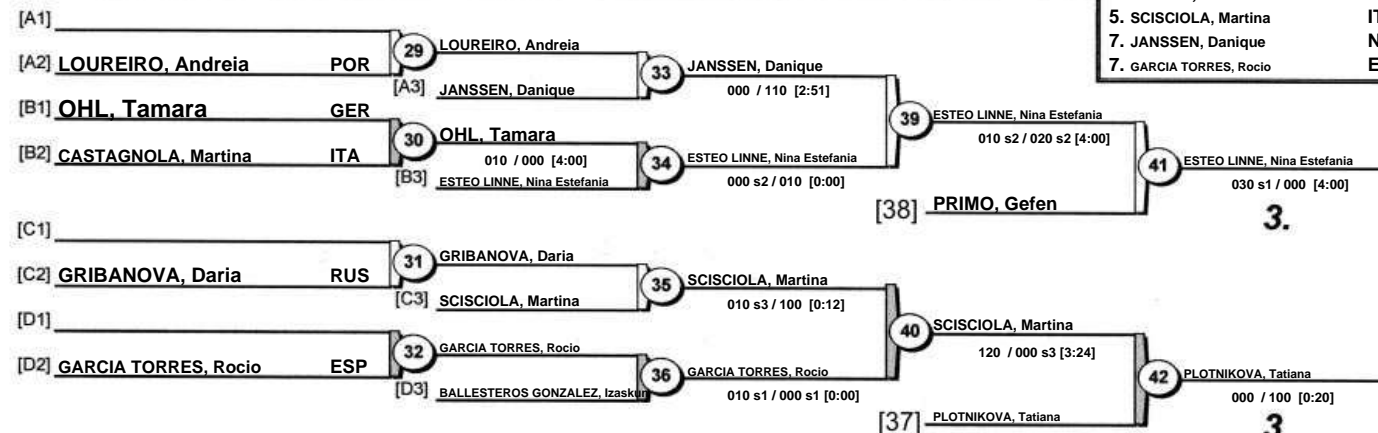 5. SCISCIOLA, Martina
7. JANSSEN, Danique
7. GARCIA TORRES, Rocio
[A1]
[A2] LOUREIRO, Andreia POR
29
LOUREIRO, Andreia
[A3] JANSSEN, Danique
33
JANSSEN, Danique
000 / 110 [2:51]
[B1] OHL, Tamara GER
[B2] CASTAGNOLA, Martina ITA
30
OHL, Tamara
010 / 000 [4:00]
[B3] ESTEO LINNE, Nina Estefania
34
ESTEO LINNE, Nina Estefania
000 s2 / 010 [0:00]
39
ESTEO LINNE, Nina Estefania
010 s2 / 020 s2 [4:00]
[38] PRIMO, Gefen
41
ESTEO LINNE, Nina Estefania
030 s1 / 000 [4:00]
3.
[C1]
[C2] GRIBANOVA, Daria RUS
31
GRIBANOVA, Daria
[C3] SCISCIOLA, Martina
35
SCISCIOLA, Martina
010 s3 / 100 [0:12]
[D1]
[D2] GARCIA TORRES, Rocio ESP
32
GARCIA TORRES, Rocio
[D3] BALLESTEROS GONZALEZ, Izaskun
36
GARCIA TORRES, Rocio
010 s1 / 000 s1 [0:00]
40
SCISCIOLA, Martina
120 / 000 s3 [3:24]
[37] PLOTNIKOVA, Tatiana
42
PLOTNIKOVA, Tatiana
000 / 100 [0:20]
3